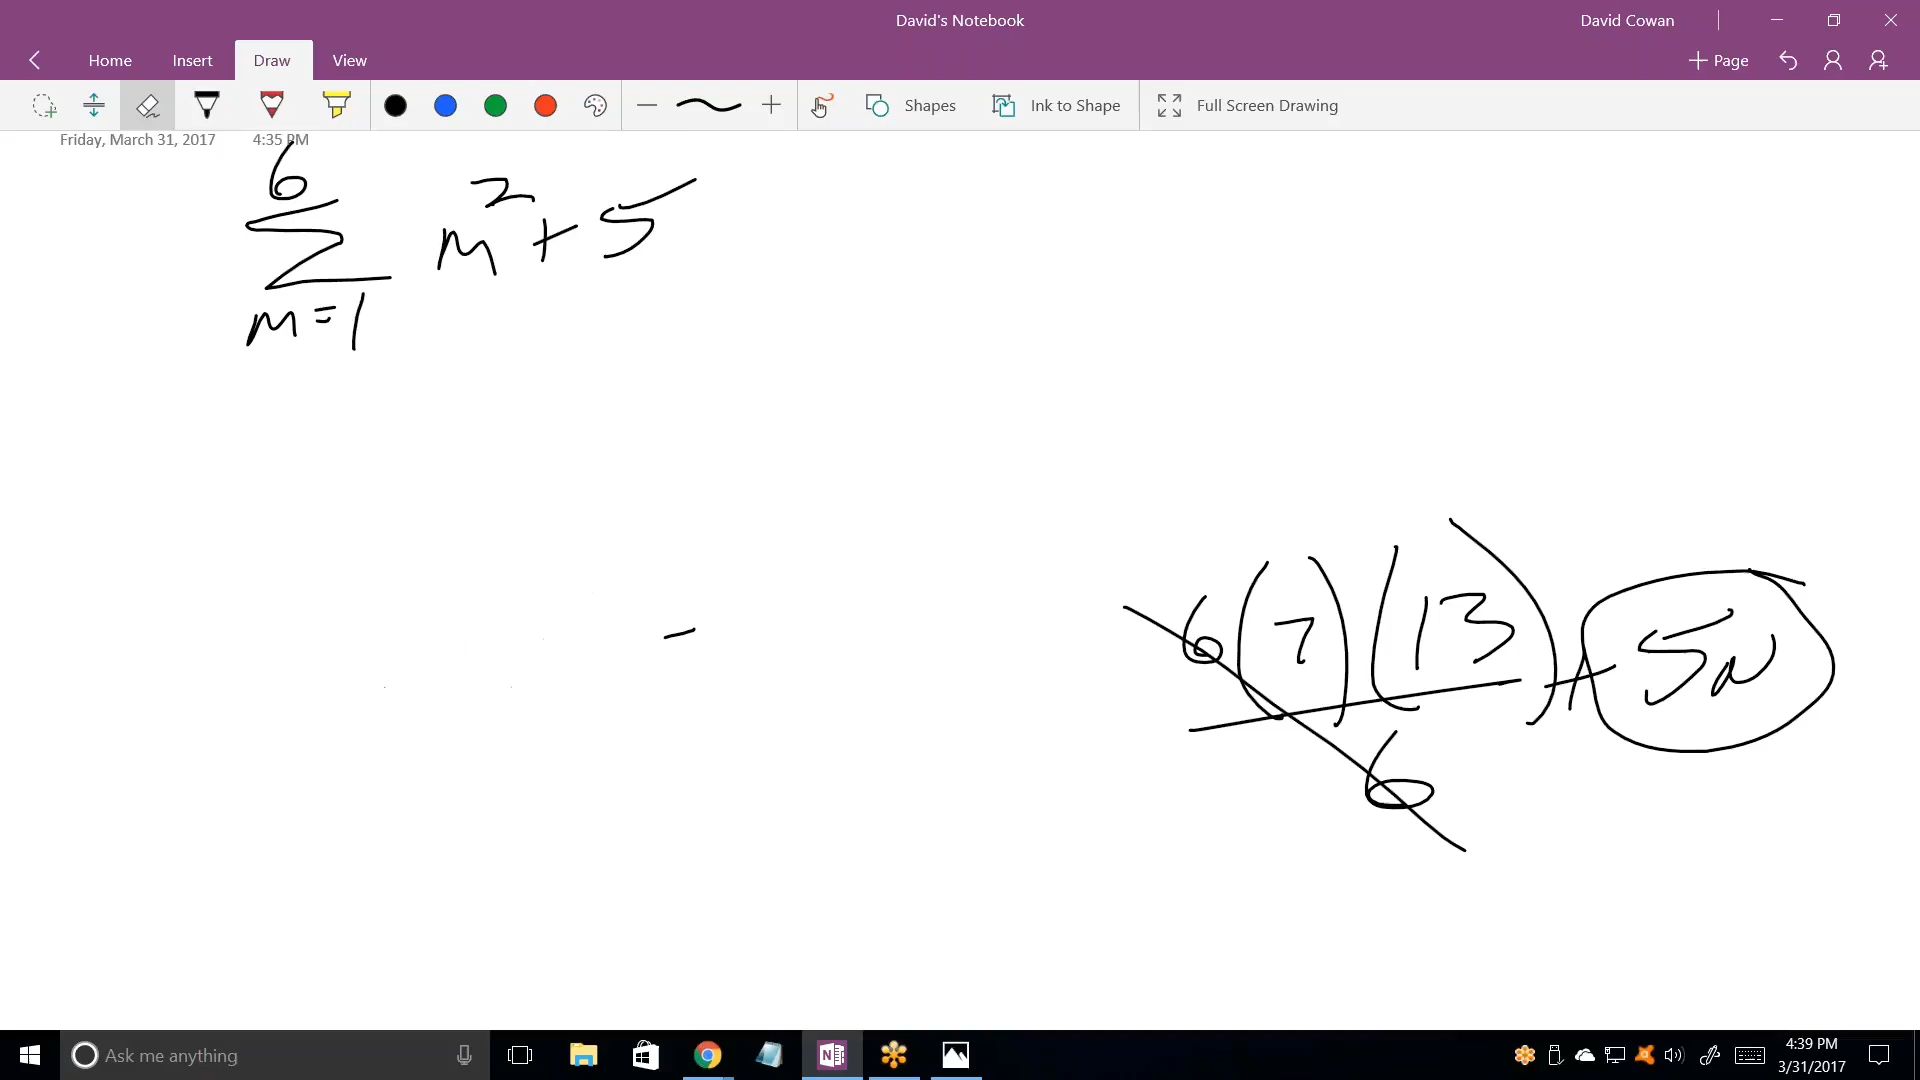 David's Notebook
David Cowan
Home Insert Draw View
Page
Shapes Ink to Shape Full Screen Drawing
Friday, March 31, 2017 4:35 PM
6
∑ m² + 5
m=1
6(7)(13) + 5n
6
Ask me anything
4:39 PM
3/31/2017